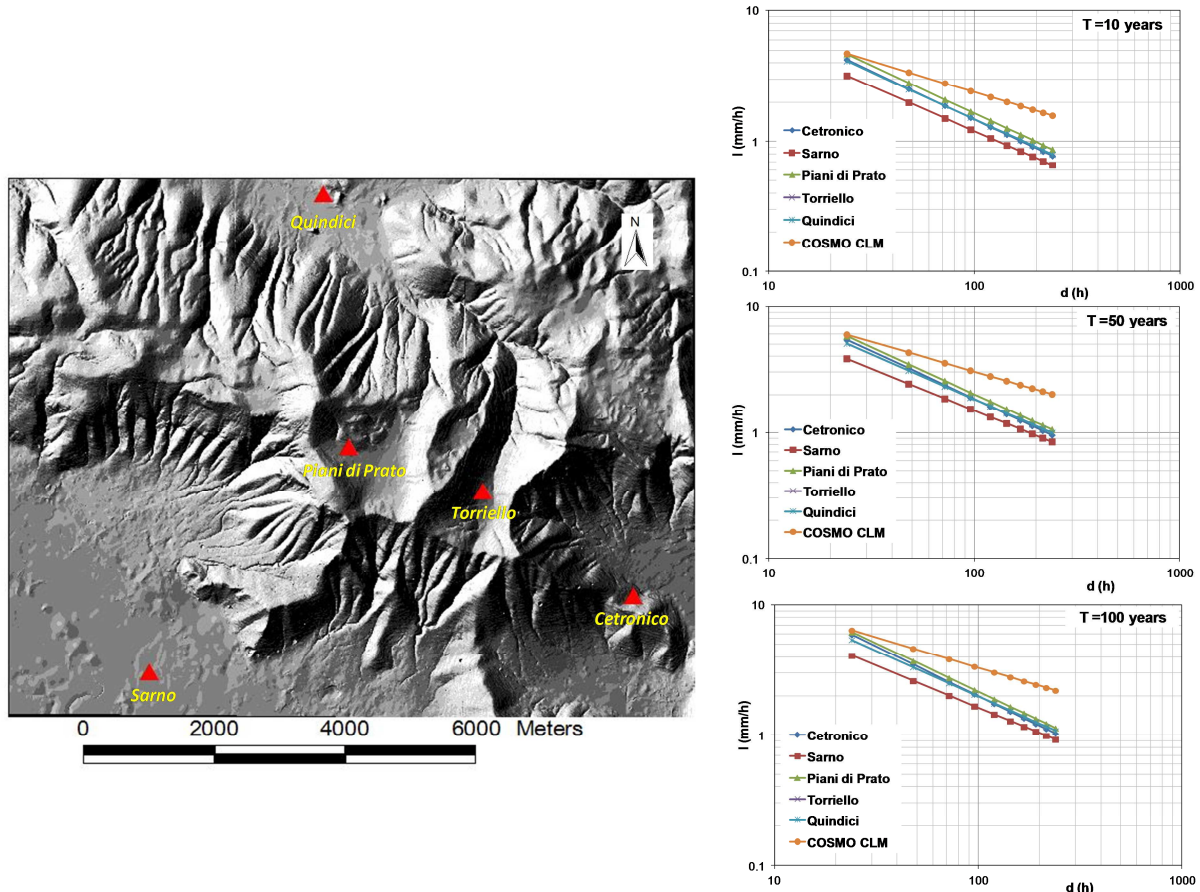 Quindici
N
Piani di Prato
Torriello
Cetronico
Sarno
0 2000 4000 6000 Meters
T =10 years
10
1
0.1
I (mm/h)
Cetronico
Sarno
Piani di Prato
Torriello
Quindici
COSMO CLM
10 100 1000
d (h)
T =50 years
10
1
0.1
I (mm/h)
Cetronico
Sarno
Piani di Prato
Torriello
Quindici
COSMO CLM
10 100 1000
d (h)
T =100 years
10
1
0.1
I (mm/h)
Cetronico
Sarno
Piani di Prato
Torriello
Quindici
COSMO CLM
10 100 1000
d (h)